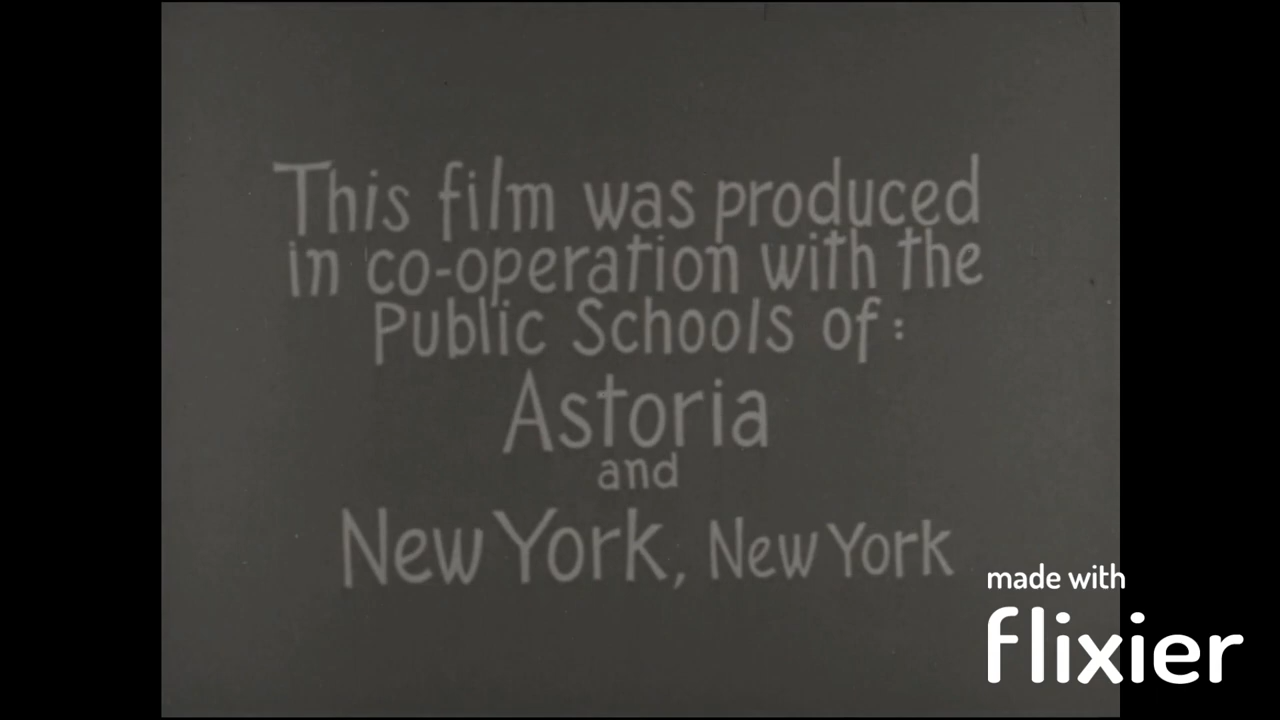 This film was produced
in co-operation with the
Public Schools of:
Astoria
and
New York, New York
made with
flixier